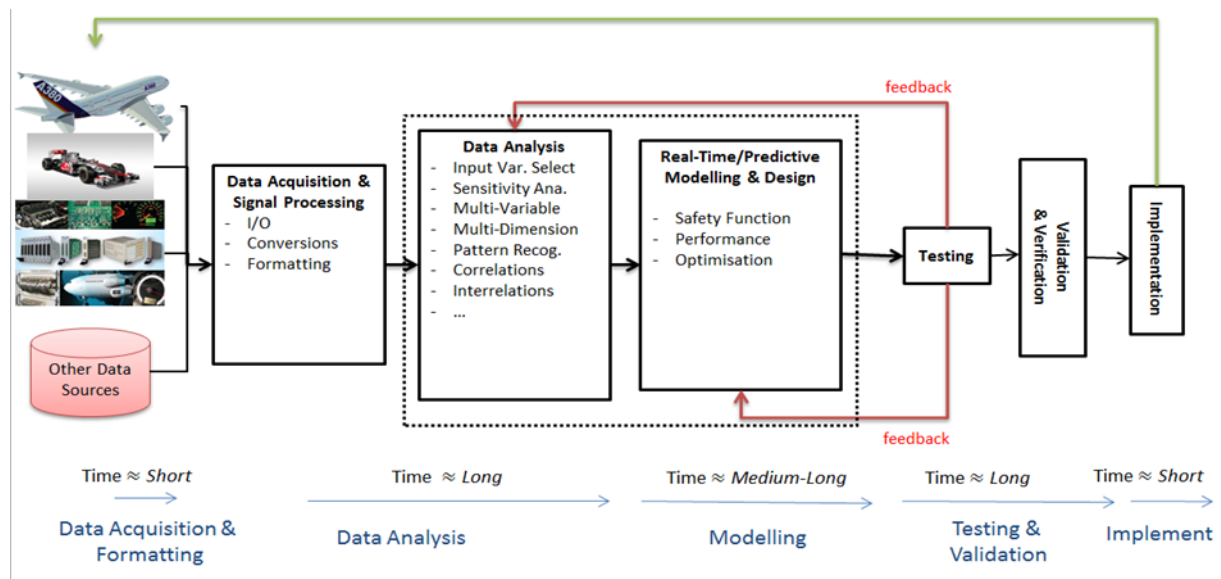 feedback
A380
Data Acquisition &
Signal Processing
- I/O
- Conversions
- Formatting
Data Analysis
- Input Var. Select
- Sensitivity Ana.
- Multi-Variable
- Multi-Dimension
- Pattern Recog.
- Correlations
- Interrelations
- ...
Real-Time/Predictive
Modelling & Design
- Safety Function
- Performance
- Optimisation
Testing
Validation
& Verification
Implementation
Other Data
Sources
feedback
Time ≈ Short
Time ≈ Long
Time ≈ Medium-Long
Time ≈ Long
Time ≈ Short
Data Acquisition &
Formatting
Data Analysis
Modelling
Testing &
Validation
Implement